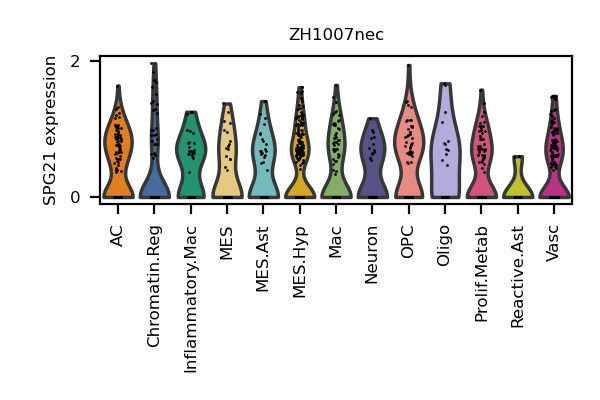 ZH1007nec
SPG21 expression
2
0
AC
Chromatin.Reg
Inflammatory.Mac
MES
MES.Ast
MES.Hyp
Mac
Neuron
OPC
Oligo
Prolif.Metab
Reactive.Ast
Vasc